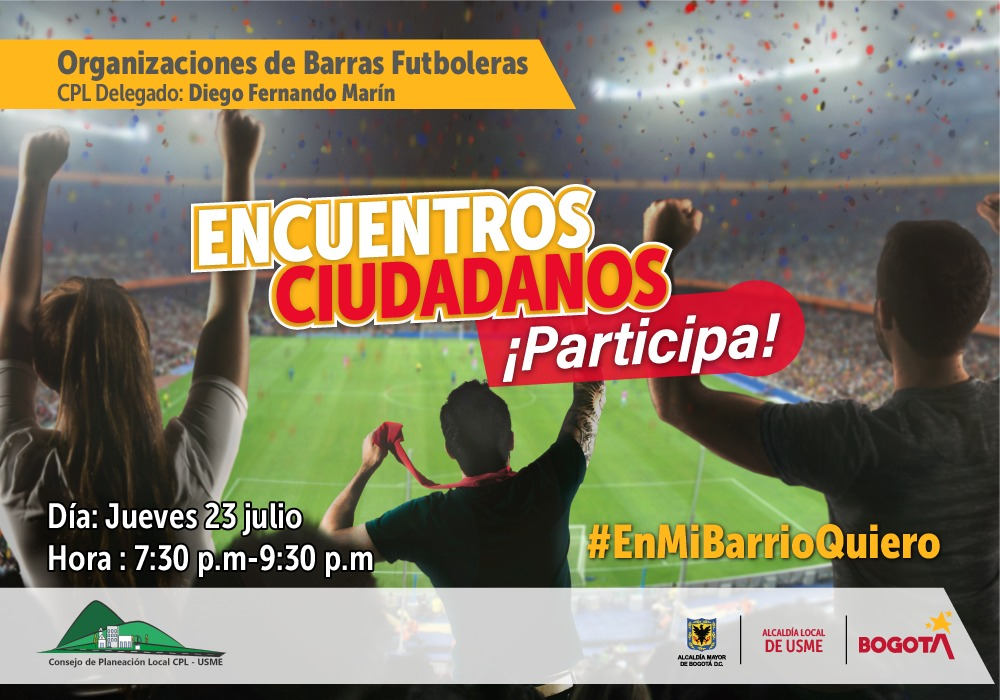 Organizaciones de Barras Futboleras
CPL Delegado: Diego Fernando Marín
ENCUENTROS
CIUDADANOS
¡Participa!
Día: Jueves 23 julio
Hora : 7:30 p.m-9:30 p.m
#EnMiBarrioQuiero
Consejo de Planeación Local CPL - USME
ALCALDÍA MAYOR
DE BOGOTÁ D.C.
ALCALDÍA LOCAL
DE USME
BOGOTÁ